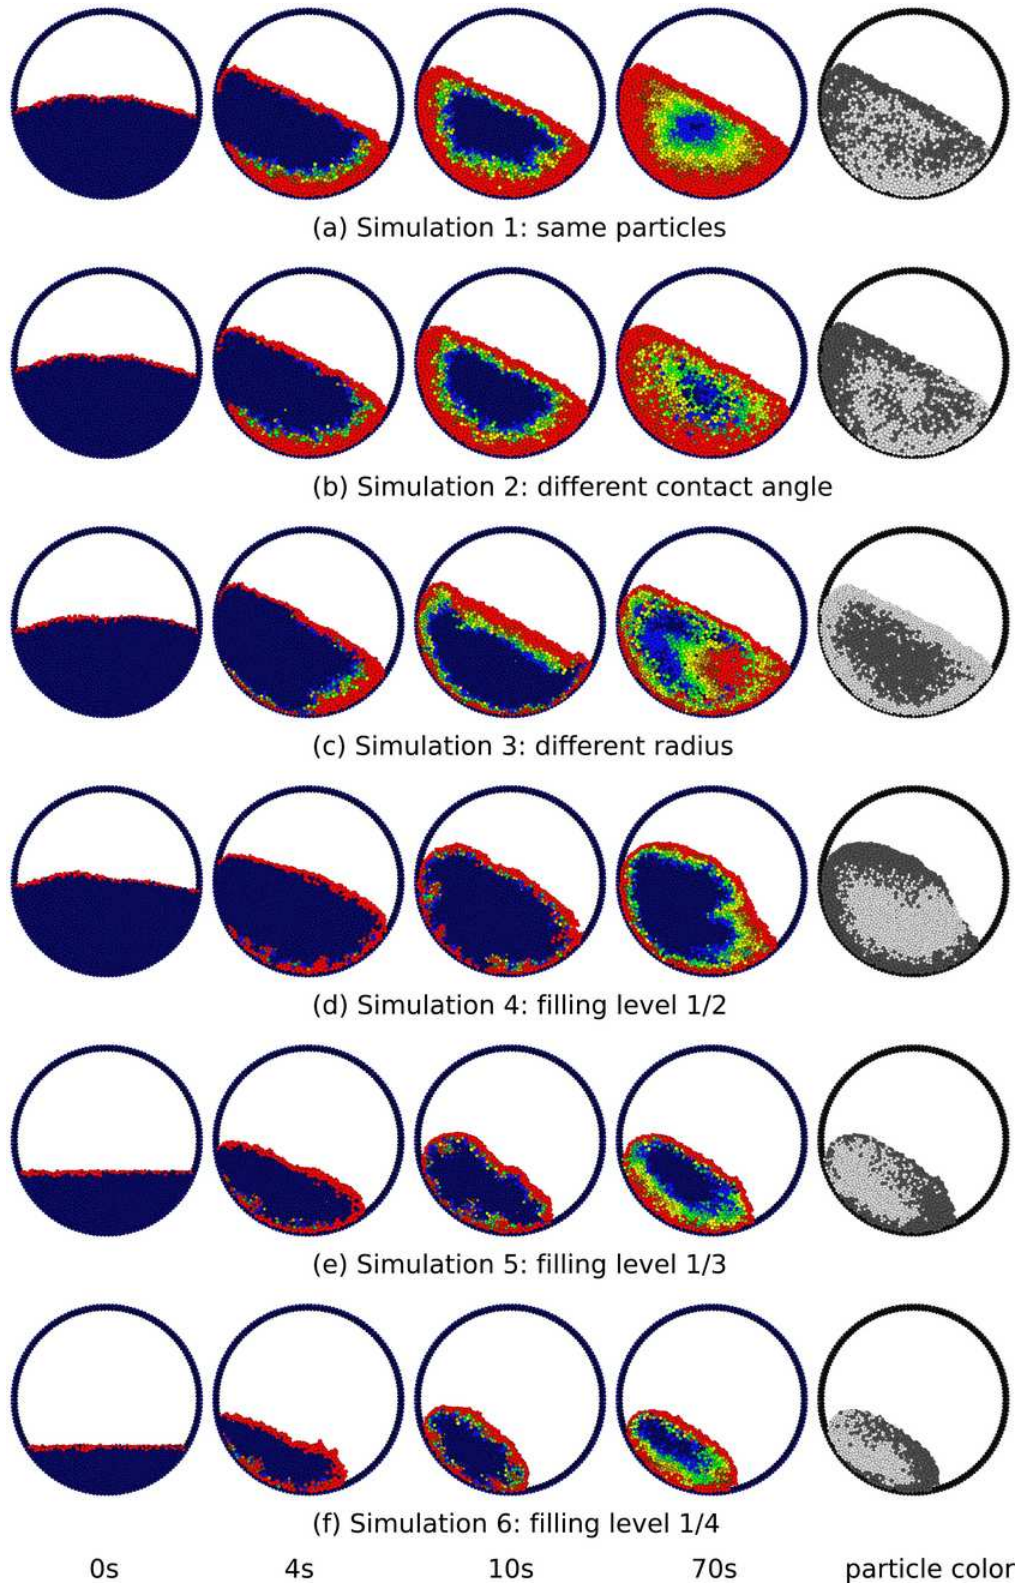 (a) Simulation 1: same particles
(b) Simulation 2: different contact angle
(c) Simulation 3: different radius
(d) Simulation 4: filling level 1/2
(e) Simulation 5: filling level 1/3
(f) Simulation 6: filling level 1/4
0s 4s 10s 70s particle color